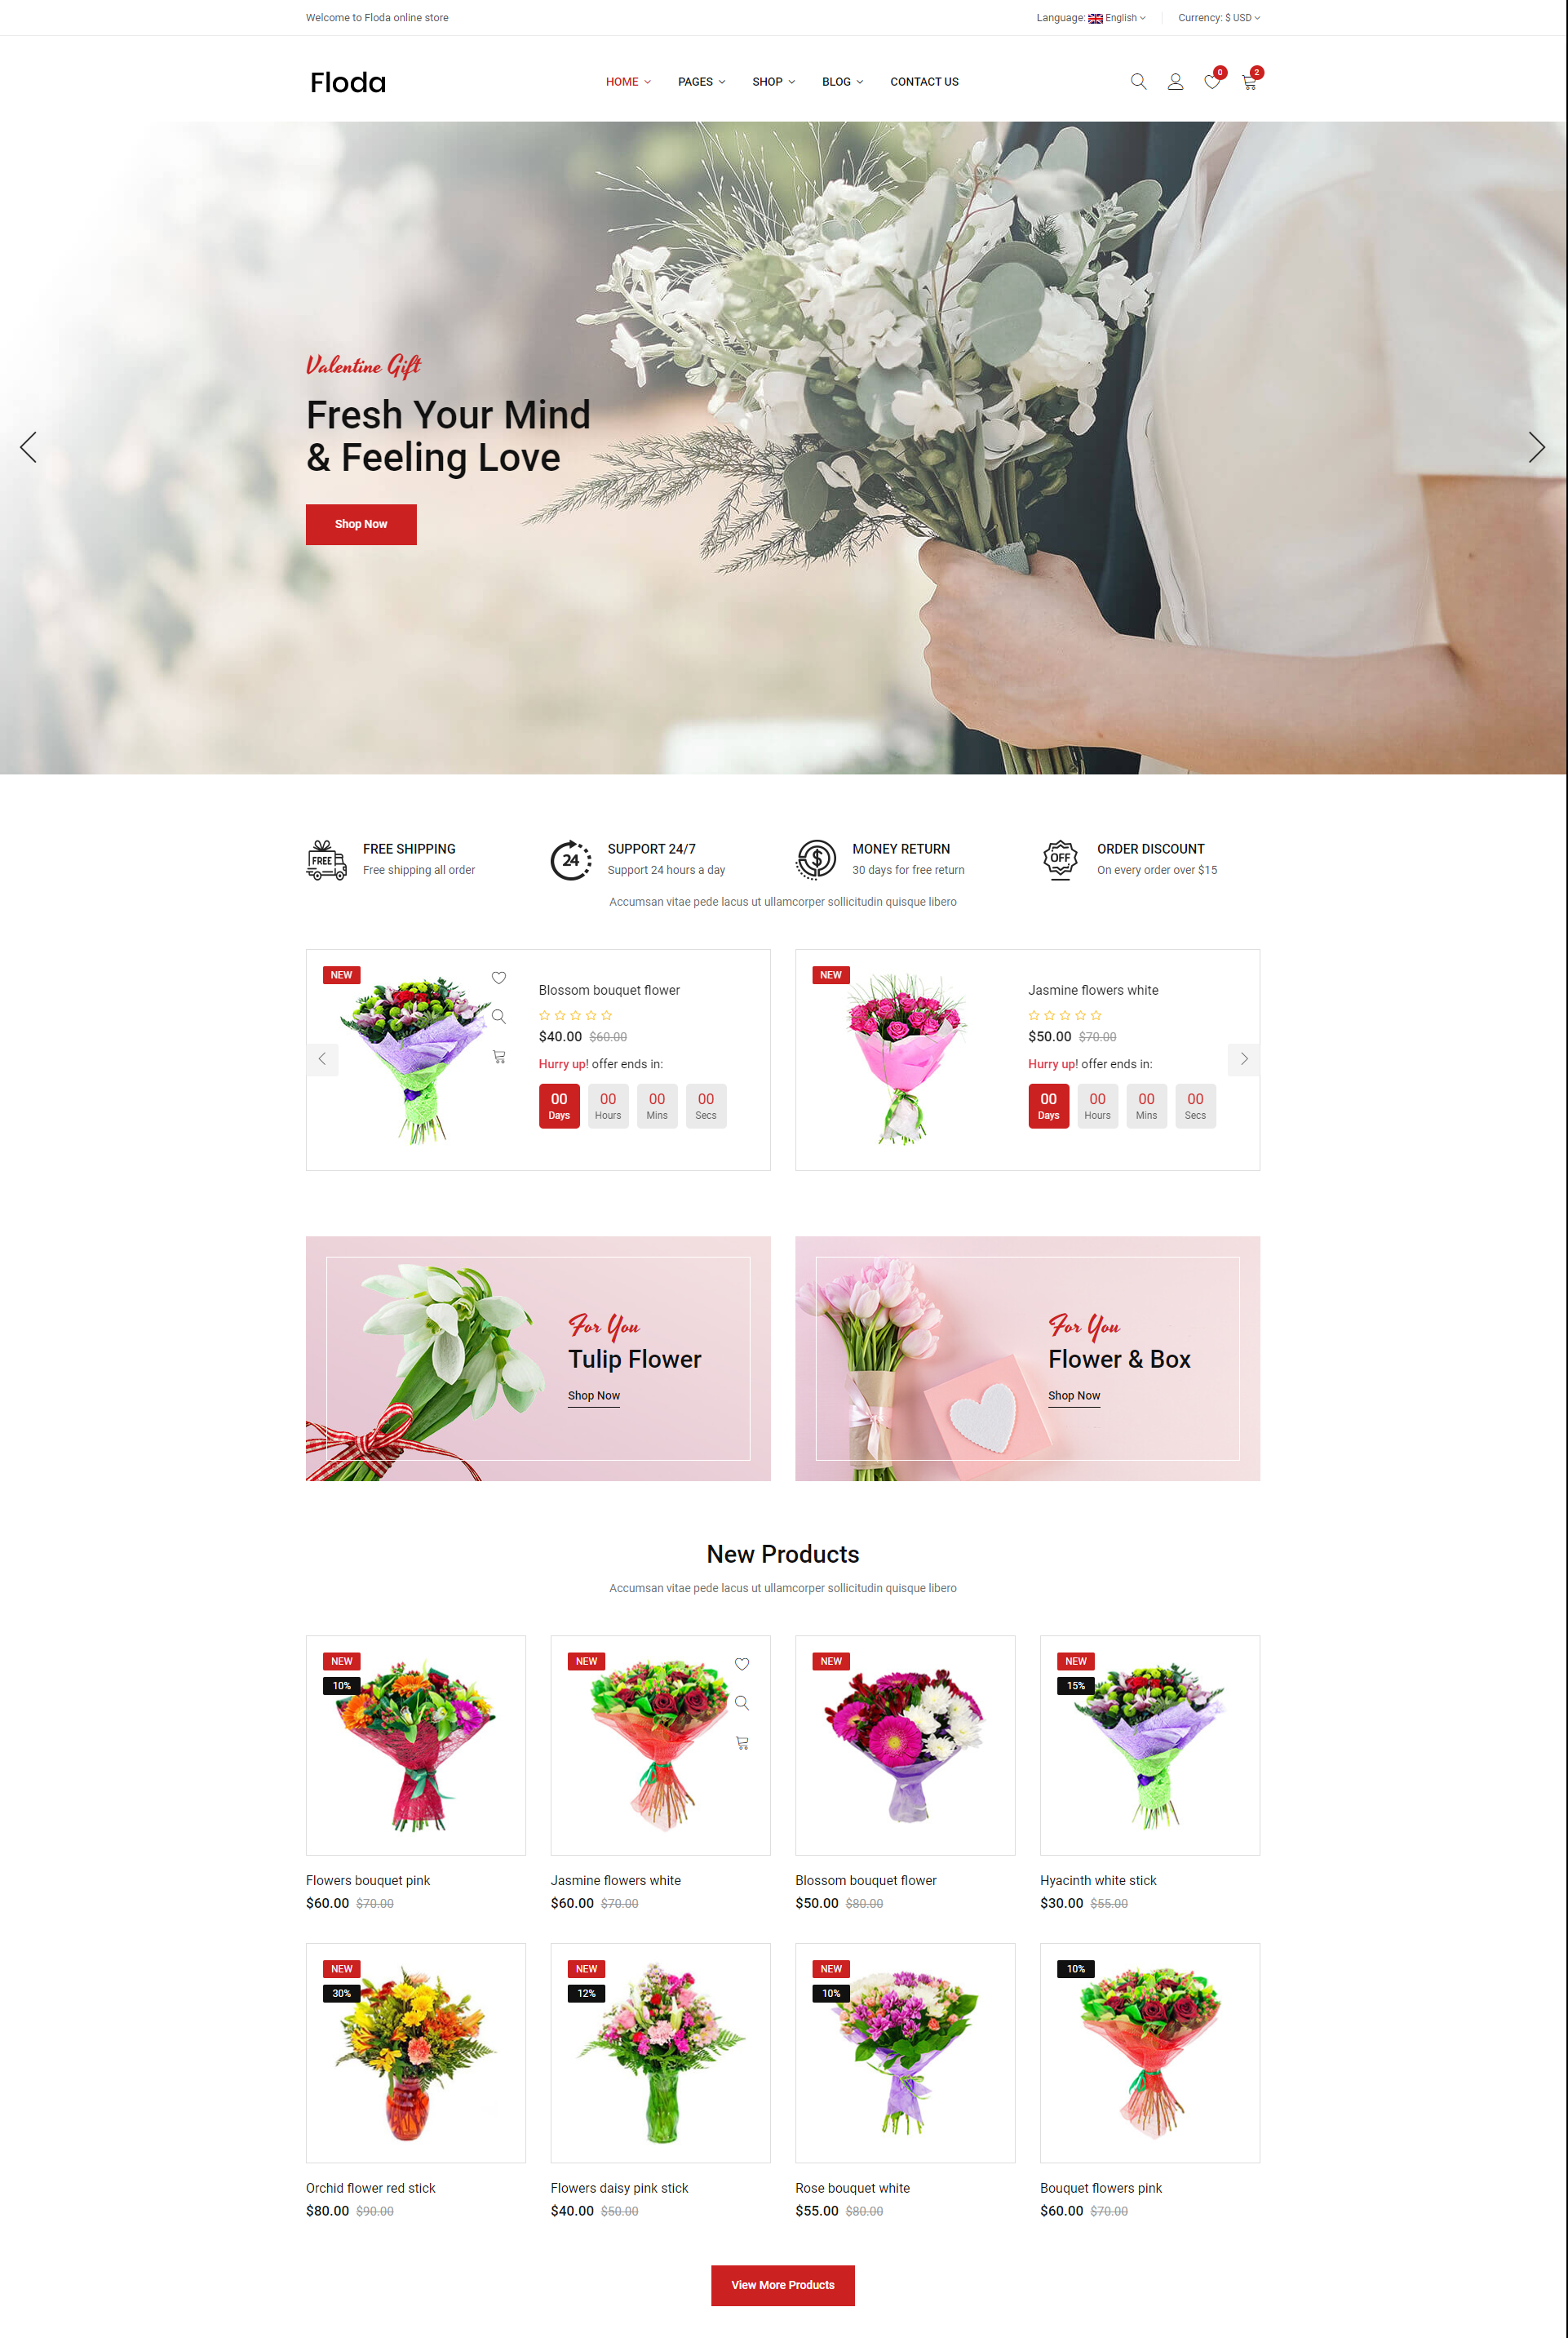 Welcome to Floda online store
Language: English
Currency: $ USD
Floda
HOME
PAGES
SHOP
BLOG
CONTACT US
0
2
Valentine Gift
Fresh Your Mind
& Feeling Love
Shop Now
FREE
FREE SHIPPING
Free shipping all order
24
SUPPORT 24/7
Support 24 hours a day
$
MONEY RETURN
30 days for free return
OFF
ORDER DISCOUNT
On every order over $15
Accumsan vitae pede lacus ut ullamcorper sollicitudin quisque libero
NEW
Blossom bouquet flower
$40.00 $60.00
Hurry up! offer ends in:
00 00 00 00
Days Hours Mins Secs
NEW
Jasmine flowers white
$50.00 $70.00
Hurry up! offer ends in:
00 00 00 00
Days Hours Mins Secs
For You
Tulip Flower
Shop Now
For You
Flower & Box
Shop Now
New Products
Accumsan vitae pede lacus ut ullamcorper sollicitudin quisque libero
NEW
10%
Flowers bouquet pink
$60.00 $70.00
NEW
Jasmine flowers white
$60.00 $70.00
NEW
Blossom bouquet flower
$50.00 $80.00
NEW
15%
Hyacinth white stick
$30.00 $55.00
NEW
30%
Orchid flower red stick
$80.00 $90.00
NEW
12%
Flowers daisy pink stick
$40.00 $50.00
NEW
10%
Rose bouquet white
$55.00 $80.00
10%
Bouquet flowers pink
$60.00 $70.00
View More Products